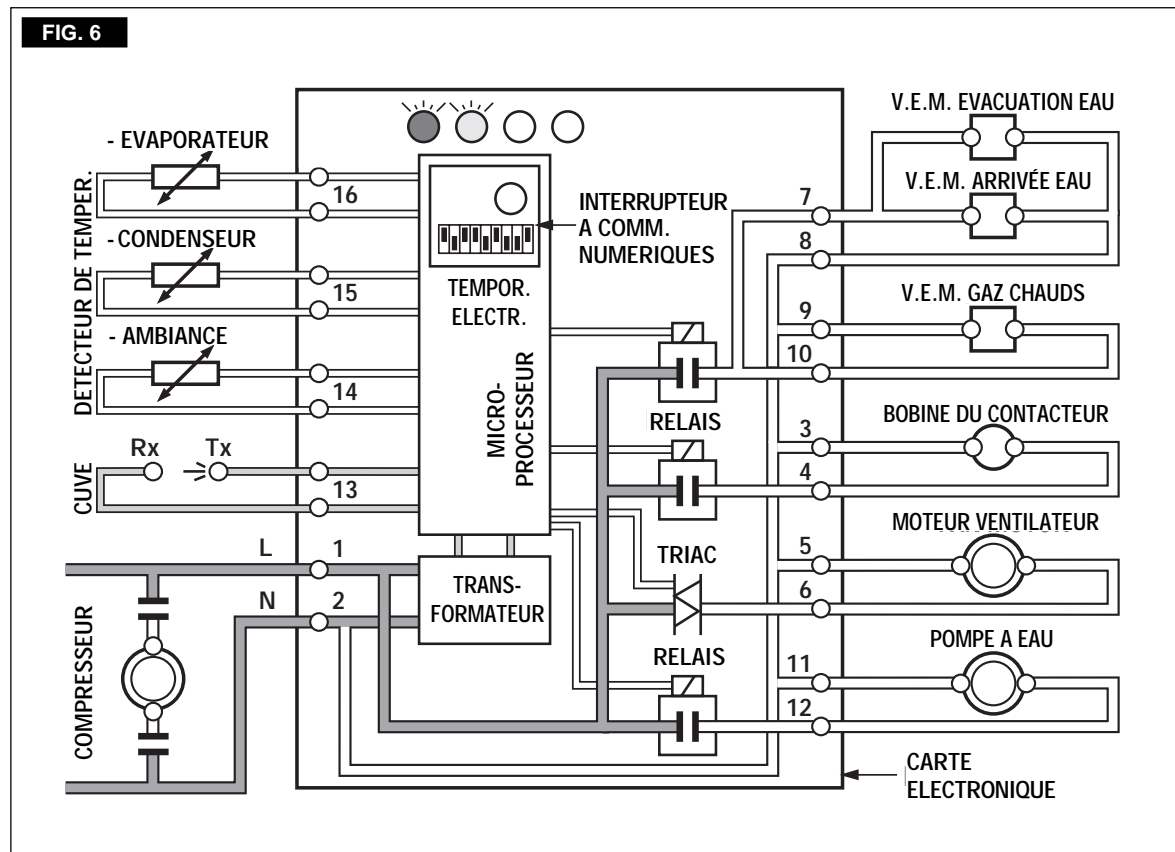 FIG. 6
- EVAPORATEUR
16
- CONDENSEUR
15
- AMBIANCE
14
DETECTEUR DE TEMPER.
Rx
Tx
13
CUVE
L
1
N
2
COMPRESSEUR
INTERRUPTEUR
A COMM.
NUMERIQUES
TEMPOR.
ELECTR.
MICRO-
PROCESSEUR
TRANS-
FORMATEUR
RELAIS
TRIAC
RELAIS
V.E.M. EVACUATION EAU
V.E.M. ARRIVÉE EAU
7
8
V.E.M. GAZ CHAUDS
9
10
BOBINE DU CONTACTEUR
3
4
MOTEUR VENTILATEUR
5
6
POMPE A EAU
11
12
CARTE
ELECTRONIQUE